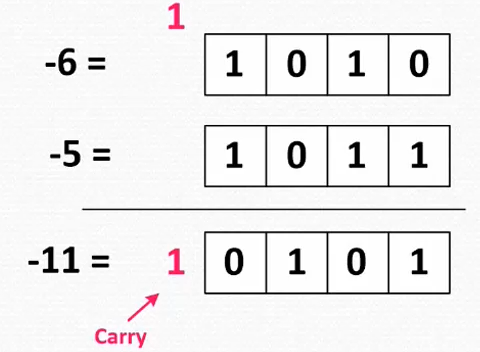 1
-6 = 1 0 1 0
-5 = 1 0 1 1
-11 = 1 0 1 0 1
Carry